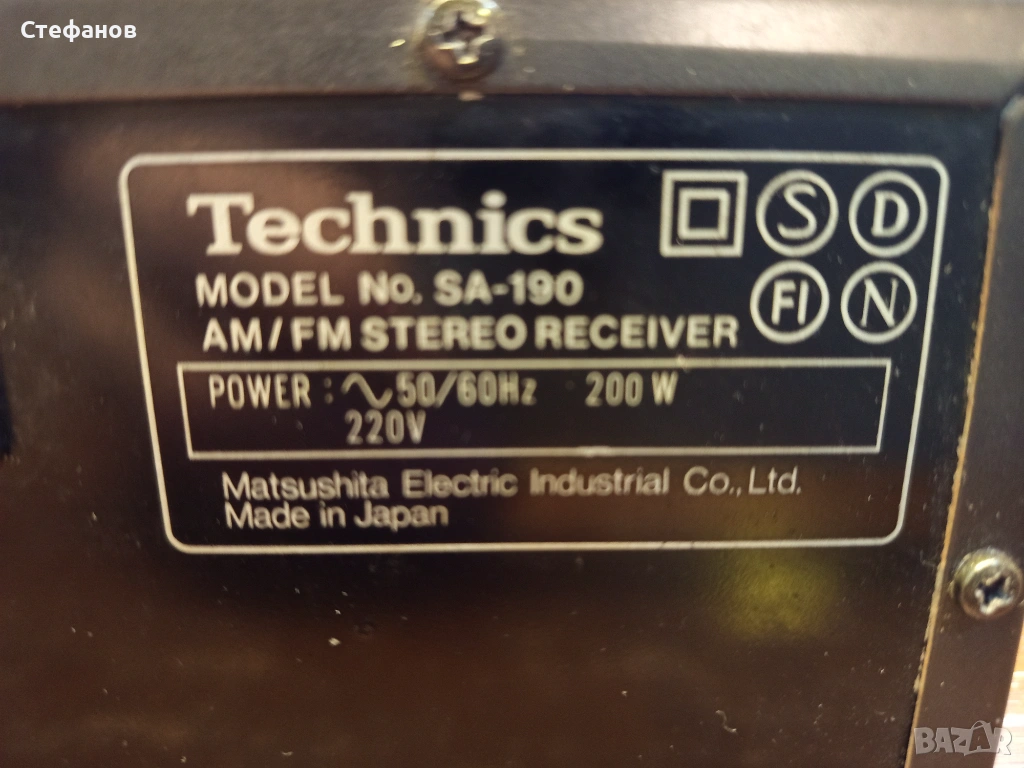 Стефанов
Technics
S D
MODEL No. SA-190
FI N
AM/FM STEREO RECEIVER
POWER : ∿50/60Hz 200W
220V
Matsushita Electric Industrial Co., Ltd.
Made in Japan
BAZAR